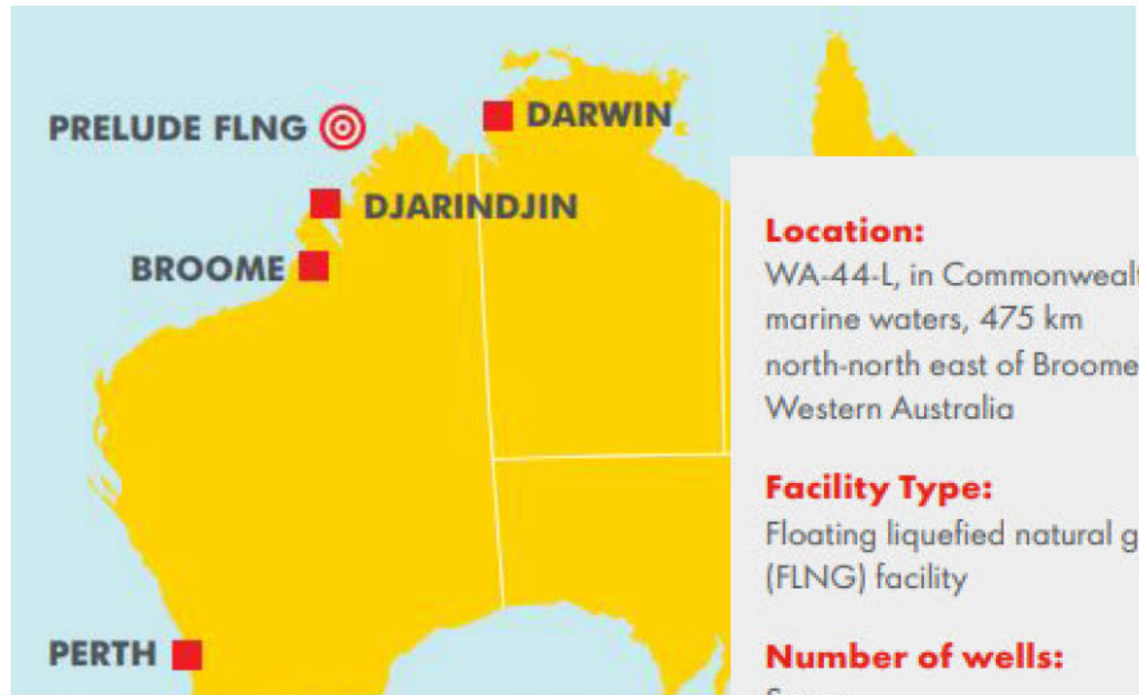 PRELUDE FLNG
DARWIN
DJARINDJIN
BROOME
PERTH
Location:
WA-44-L, in Commonwealt
marine waters, 475 km
north-north east of Broome
Western Australia
Facility Type:
Floating liquefied natural g
(FLNG) facility
Number of wells: